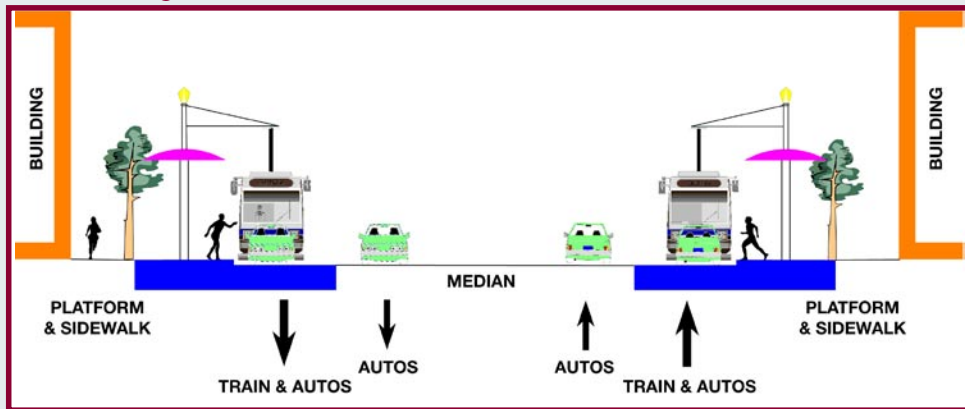 BUILDING
BUILDING
MEDIAN
PLATFORM
& SIDEWALK
PLATFORM
& SIDEWALK
AUTOS
AUTOS
TRAIN & AUTOS
TRAIN & AUTOS